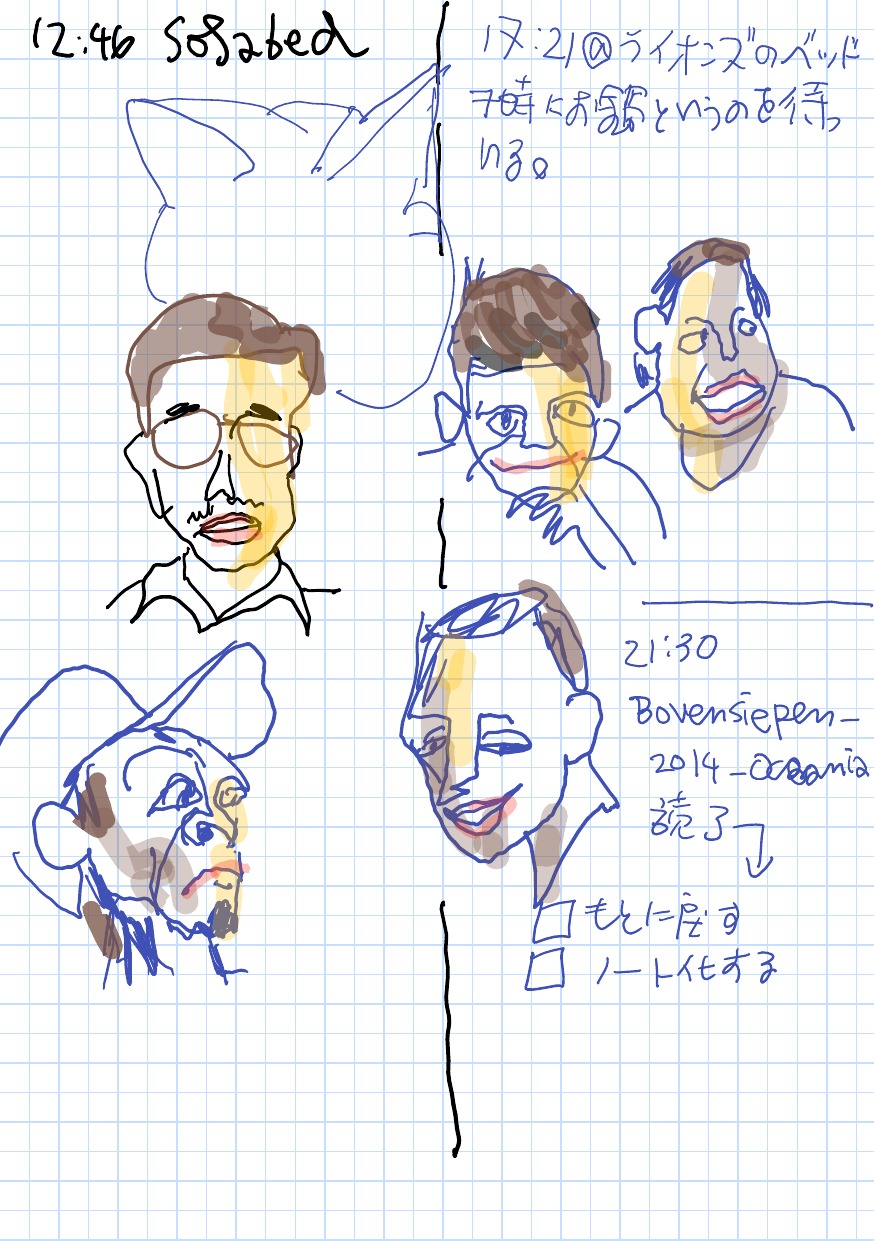 12:46 Sofabed
17:21@ライオンズのベッド
7時にお客というのを待っ
いる。
21:30
Bovensiepen-
2014-Oceania
読了
もとに戻す
ノート化する